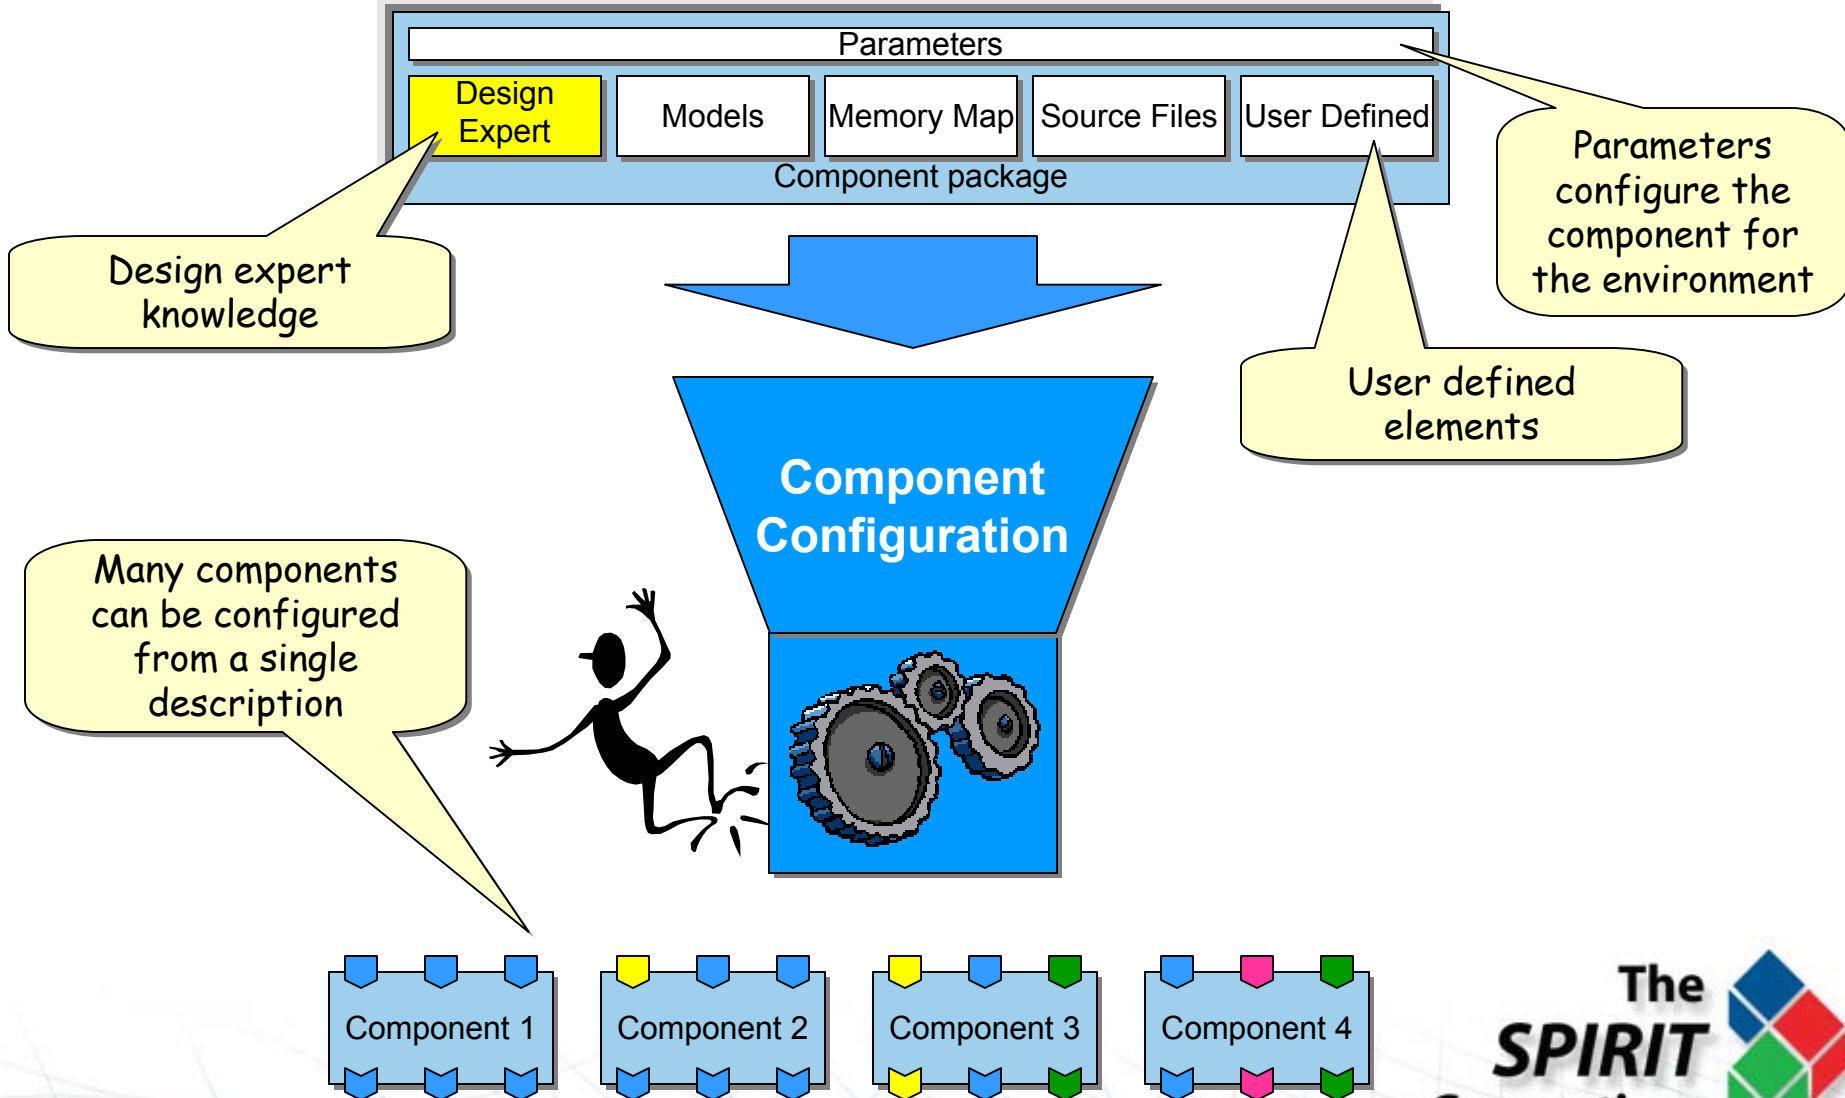 Parameters
Design
Expert
Models
Memory Map
Source Files
User Defined
Component package
Parameters
configure the
component for
the environment
Design expert
knowledge
User defined
elements
Component
Configuration
Many components
can be configured
from a single
description
Component 1
Component 2
Component 3
Component 4
The
SPIRIT